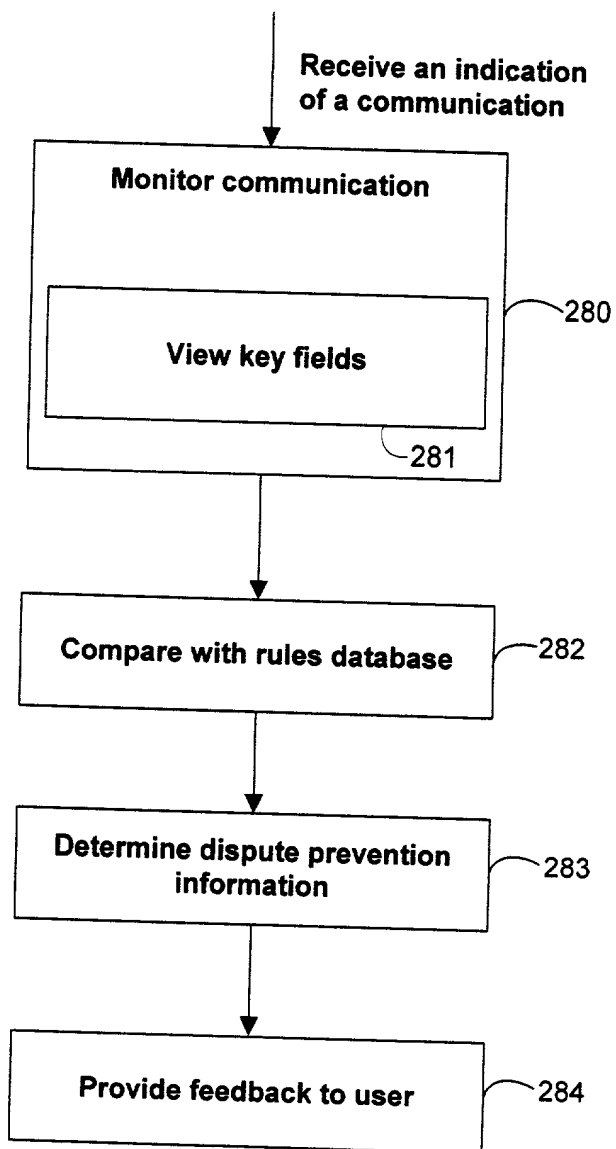 Receive an indication
of a communication
Monitor communication
280
View key fields
281
Compare with rules database
282
Determine dispute prevention
information
283
Provide feedback to user
284